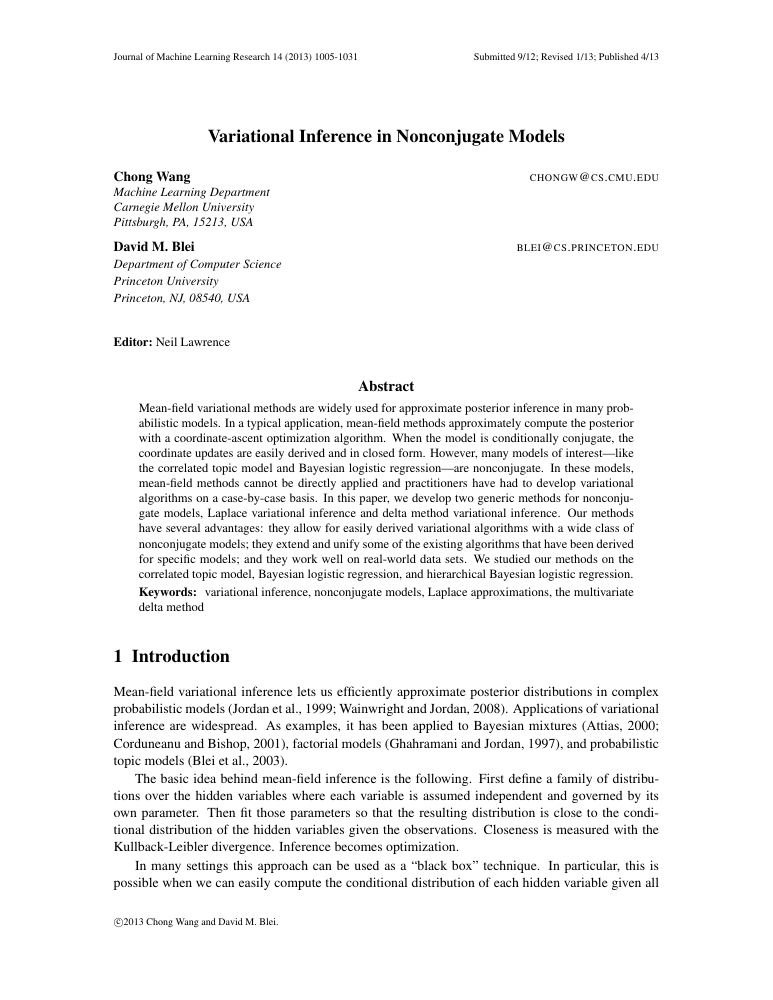 Journal of Machine Learning Research 14 (2013) 1005-1031 Submitted 9/12; Revised 1/13; Published 4/13
Variational Inference in Nonconjugate Models
Chong Wang CHONGW@CS.CMU.EDU
Machine Learning Department
Carnegie Mellon University
Pittsburgh, PA, 15213, USA
David M. Blei BLEI@CS.PRINCETON.EDU
Department of Computer Science
Princeton University
Princeton, NJ, 08540, USA
Editor: Neil Lawrence
Abstract
Mean-field variational methods are widely used for approximate posterior inference in many prob-
abilistic models. In a typical application, mean-field methods approximately compute the posterior
with a coordinate-ascent optimization algorithm. When the model is conditionally conjugate, the
coordinate updates are easily derived and in closed form. However, many models of interest—like
the correlated topic model and Bayesian logistic regression—are nonconjugate. In these models,
mean-field methods cannot be directly applied and practitioners have had to develop variational
algorithms on a case-by-case basis. In this paper, we develop two generic methods for nonconju-
gate models, Laplace variational inference and delta method variational inference. Our methods
have several advantages: they allow for easily derived variational algorithms with a wide class of
nonconjugate models; they extend and unify some of the existing algorithms that have been derived
for specific models; and they work well on real-world data sets. We studied our methods on the
correlated topic model, Bayesian logistic regression, and hierarchical Bayesian logistic regression.
Keywords: variational inference, nonconjugate models, Laplace approximations, the multivariate
delta method
1 Introduction
Mean-field variational inference lets us efficiently approximate posterior distributions in complex
probabilistic models (Jordan et al., 1999; Wainwright and Jordan, 2008). Applications of variational
inference are widespread. As examples, it has been applied to Bayesian mixtures (Attias, 2000;
Corduneanu and Bishop, 2001), factorial models (Ghahramani and Jordan, 1997), and probabilistic
topic models (Blei et al., 2003).
The basic idea behind mean-field inference is the following. First define a family of distribu-
tions over the hidden variables where each variable is assumed independent and governed by its
own parameter. Then fit those parameters so that the resulting distribution is close to the condi-
tional distribution of the hidden variables given the observations. Closeness is measured with the
Kullback-Leibler divergence. Inference becomes optimization.
In many settings this approach can be used as a “black box” technique. In particular, this is
possible when we can easily compute the conditional distribution of each hidden variable given all
©2013 Chong Wang and David M. Blei.